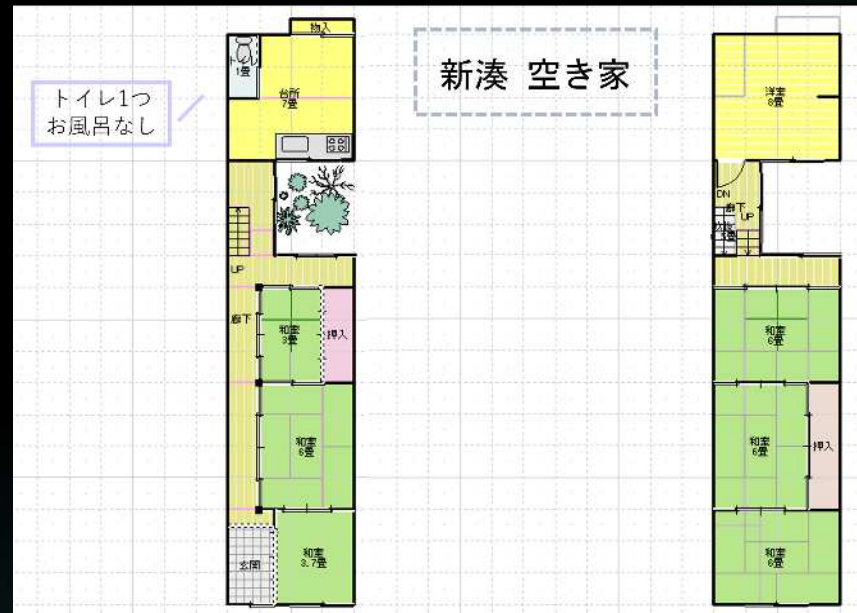 新湊 空き家
トイレ1つ
お風呂なし
物入
1畳
台所
7畳
UP
廊下
和室
3畳
押入
和室
6畳
玄関
和室
3.7畳
洋室
8畳
DN
廊下
UP
和室
6畳
和室
6畳
押入
和室
6畳